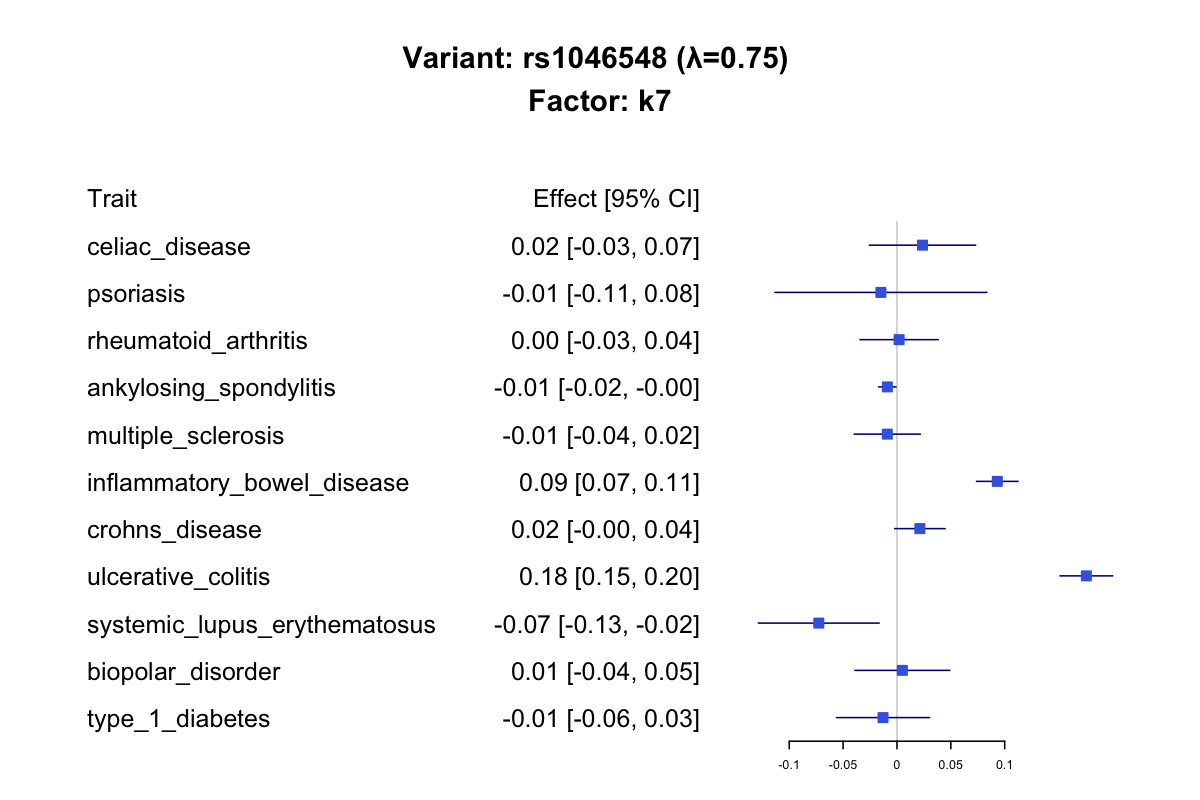 Variant: rs1046548 (λ=0.75)
Factor: k7
Trait Effect [95% CI]
celiac_disease 0.02 [-0.03, 0.07]
psoriasis -0.01 [-0.11, 0.08]
rheumatoid_arthritis 0.00 [-0.03, 0.04]
ankylosing_spondylitis -0.01 [-0.02, -0.00]
multiple_sclerosis -0.01 [-0.04, 0.02]
inflammatory_bowel_disease 0.09 [0.07, 0.11]
crohns_disease 0.02 [-0.00, 0.04]
ulcerative_colitis 0.18 [0.15, 0.20]
systemic_lupus_erythematosus -0.07 [-0.13, -0.02]
biopolar_disorder 0.01 [-0.04, 0.05]
type_1_diabetes -0.01 [-0.06, 0.03]
-0.1 -0.05 0 0.05 0.1